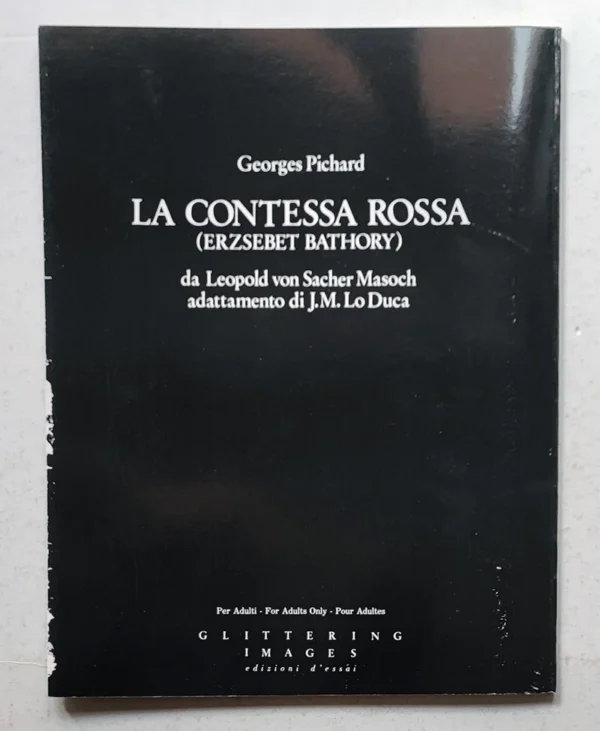 Georges Pichard
LA CONTESSA ROSSA
(ERZSEBET BATHORY)
da Leopold von Sacher Masoch
adattamento di J.M. Lo Duca
Per Adulti - For Adults Only - Pour Adultes
GLITTERING
IMAGES
edizioni d'essai